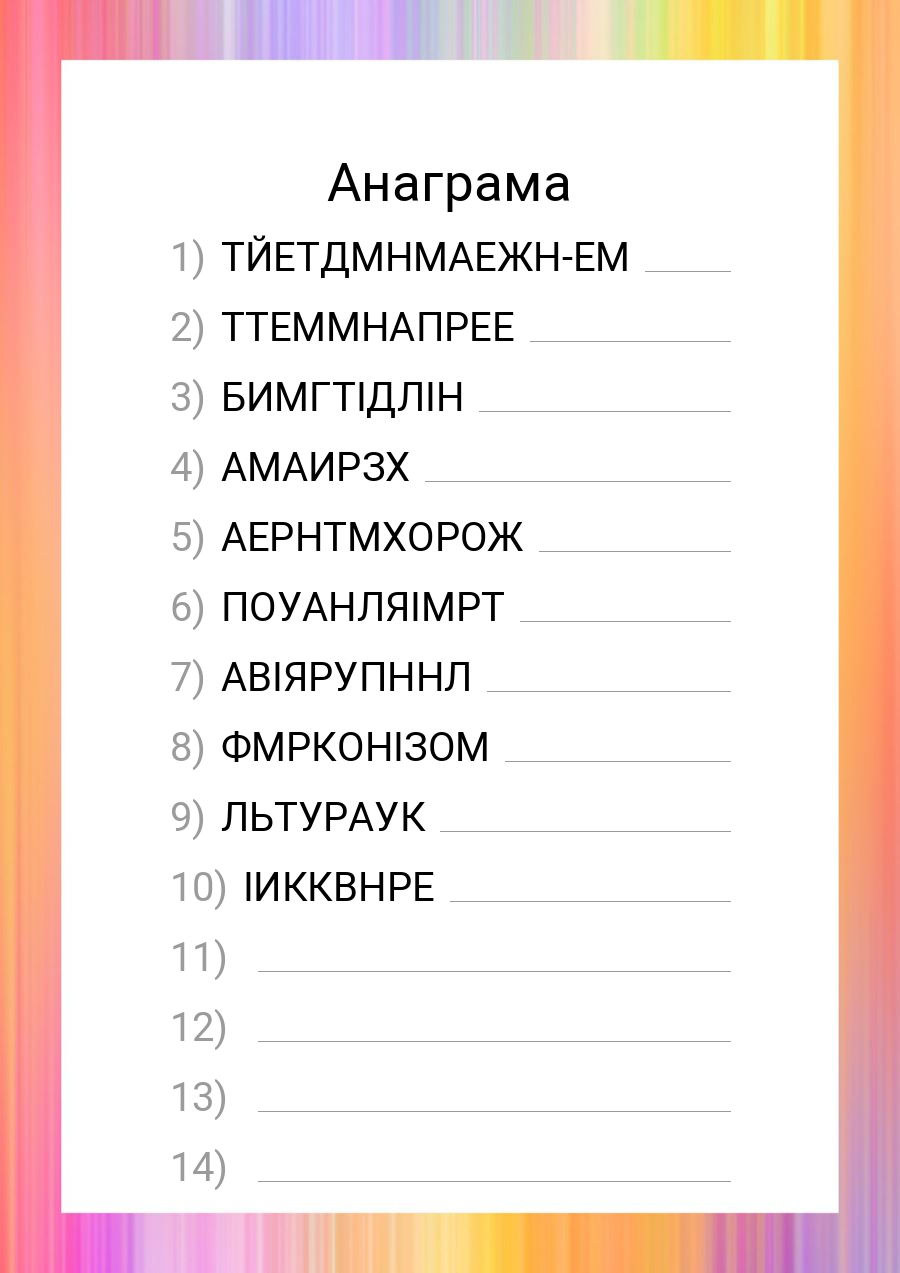 Анаграма
1) ТЙЕТДМНМАЕЖН-ЕМ
2) ТТЕММНАПРЕЕ
3) БИМГТІДЛІН
4) АМАИРЗХ
5) АЕРНТМХОРОЖ
6) ПОУАНЛЯІМРТ
7) АВІЯРУПННЛ
8) ФМРКОНІЗОМ
9) ЛЬТУРАУК
10) ІИККВНРЕ
11)
12)
13)
14)